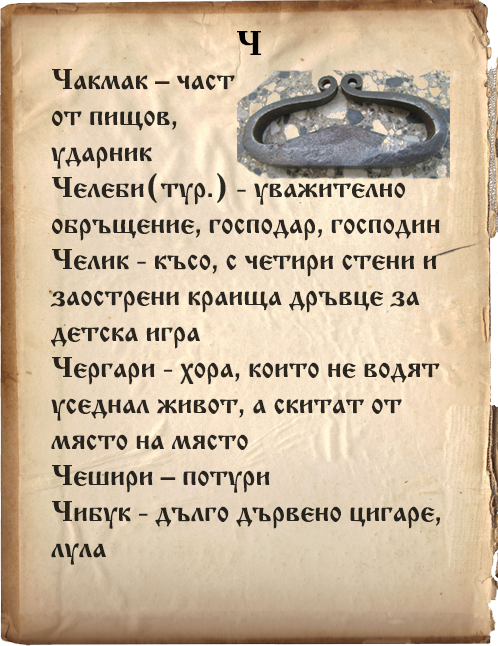 Ч
Чакмак – част
от пищов,
ударник
Челеби(тур.) - уважително
обръщение, господар, господин
Челик - късо, с четири стени и
заострени краища дръвце за
детска игра
Чергари - хора, които не водят
уседнал живот, а скитат от
място на място
Чешири – потури
Чибук - дълго дървено цигаре,
лула